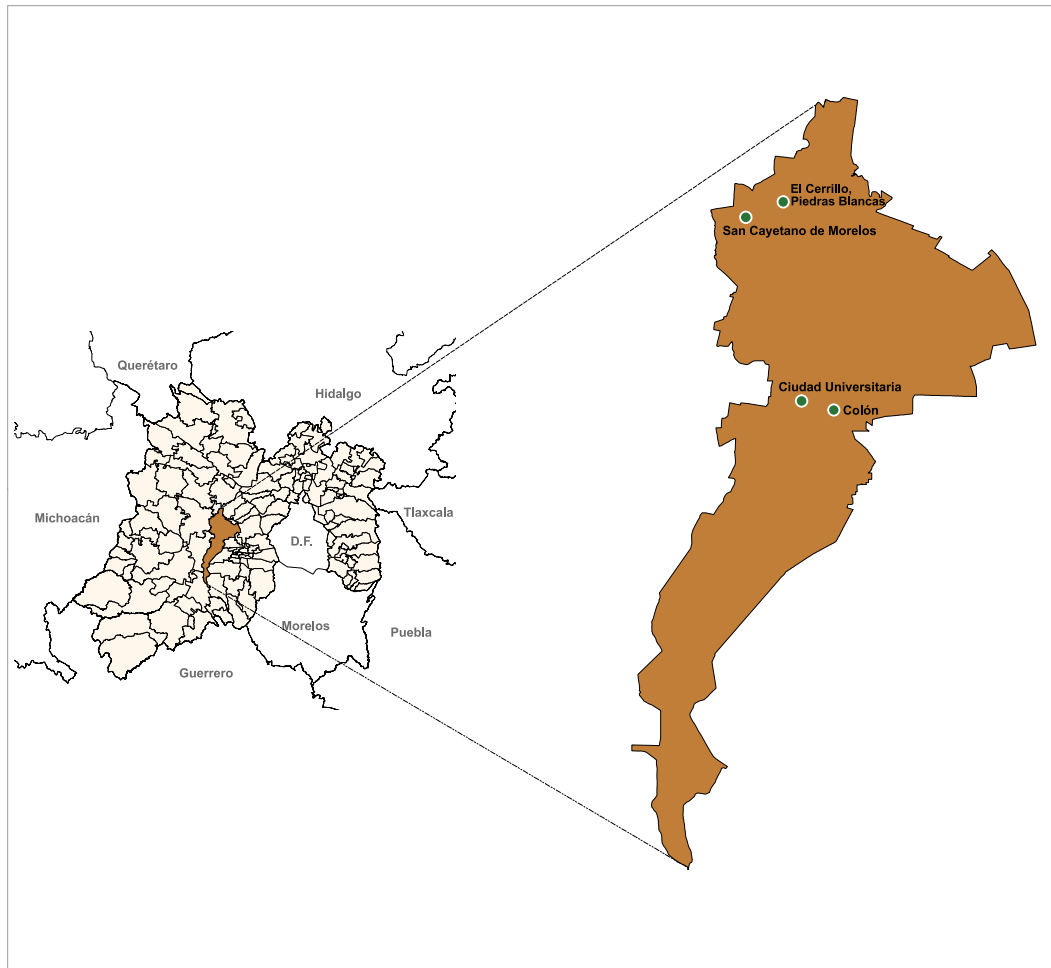 El Cerrillo,
Piedras Blancas
San Cayetano de Morelos
Querétaro
Hidalgo
Ciudad Universitaria
Colón
Michoacán
Tlaxcala
D.F.
Morelos
Puebla
Guerrero